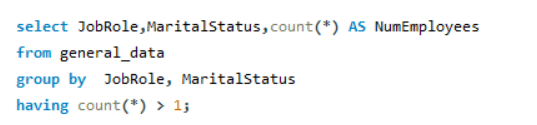 select JobRole,MaritalStatus,count(*) AS NumEmployees
from general_data
group by  JobRole, MaritalStatus
having count(*) > 1;